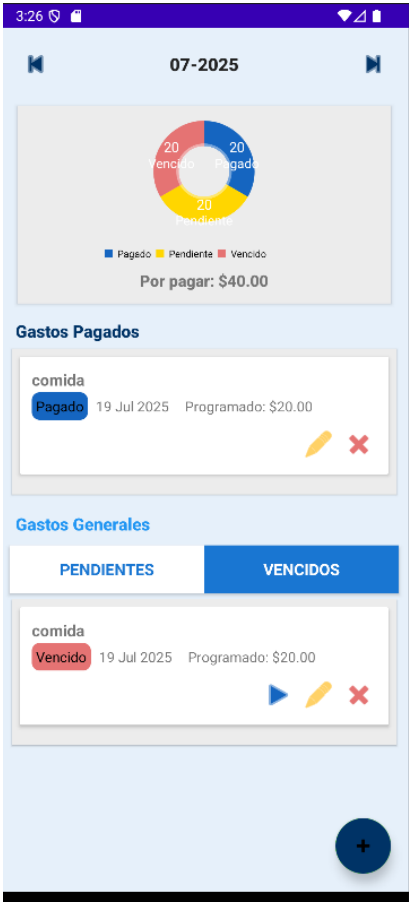 3:26
07-2025
20
Vencido
20
Pagado
20
Pendiente
Pagado Pendiente Vencido
Por pagar: $40.00
Gastos Pagados
comida
Pagado 19 Jul 2025 Programado: $20.00
Gastos Generales
PENDIENTES VENCIDOS
comida
Vencido 19 Jul 2025 Programado: $20.00
+